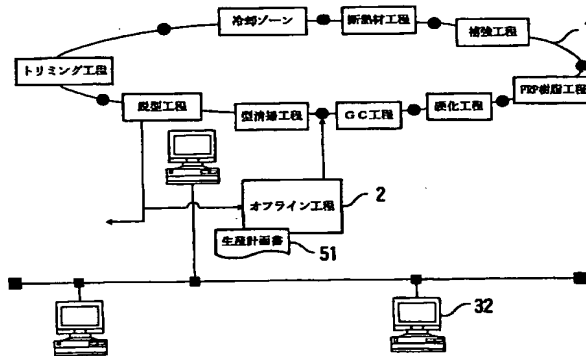 冷却ゾーン
断熱材工程
補強工程
トリミング工程
FRP樹脂工程
脱型工程
型清掃工程
GC工程
硬化工程
オフライン工程
2
生産計画書
51
32